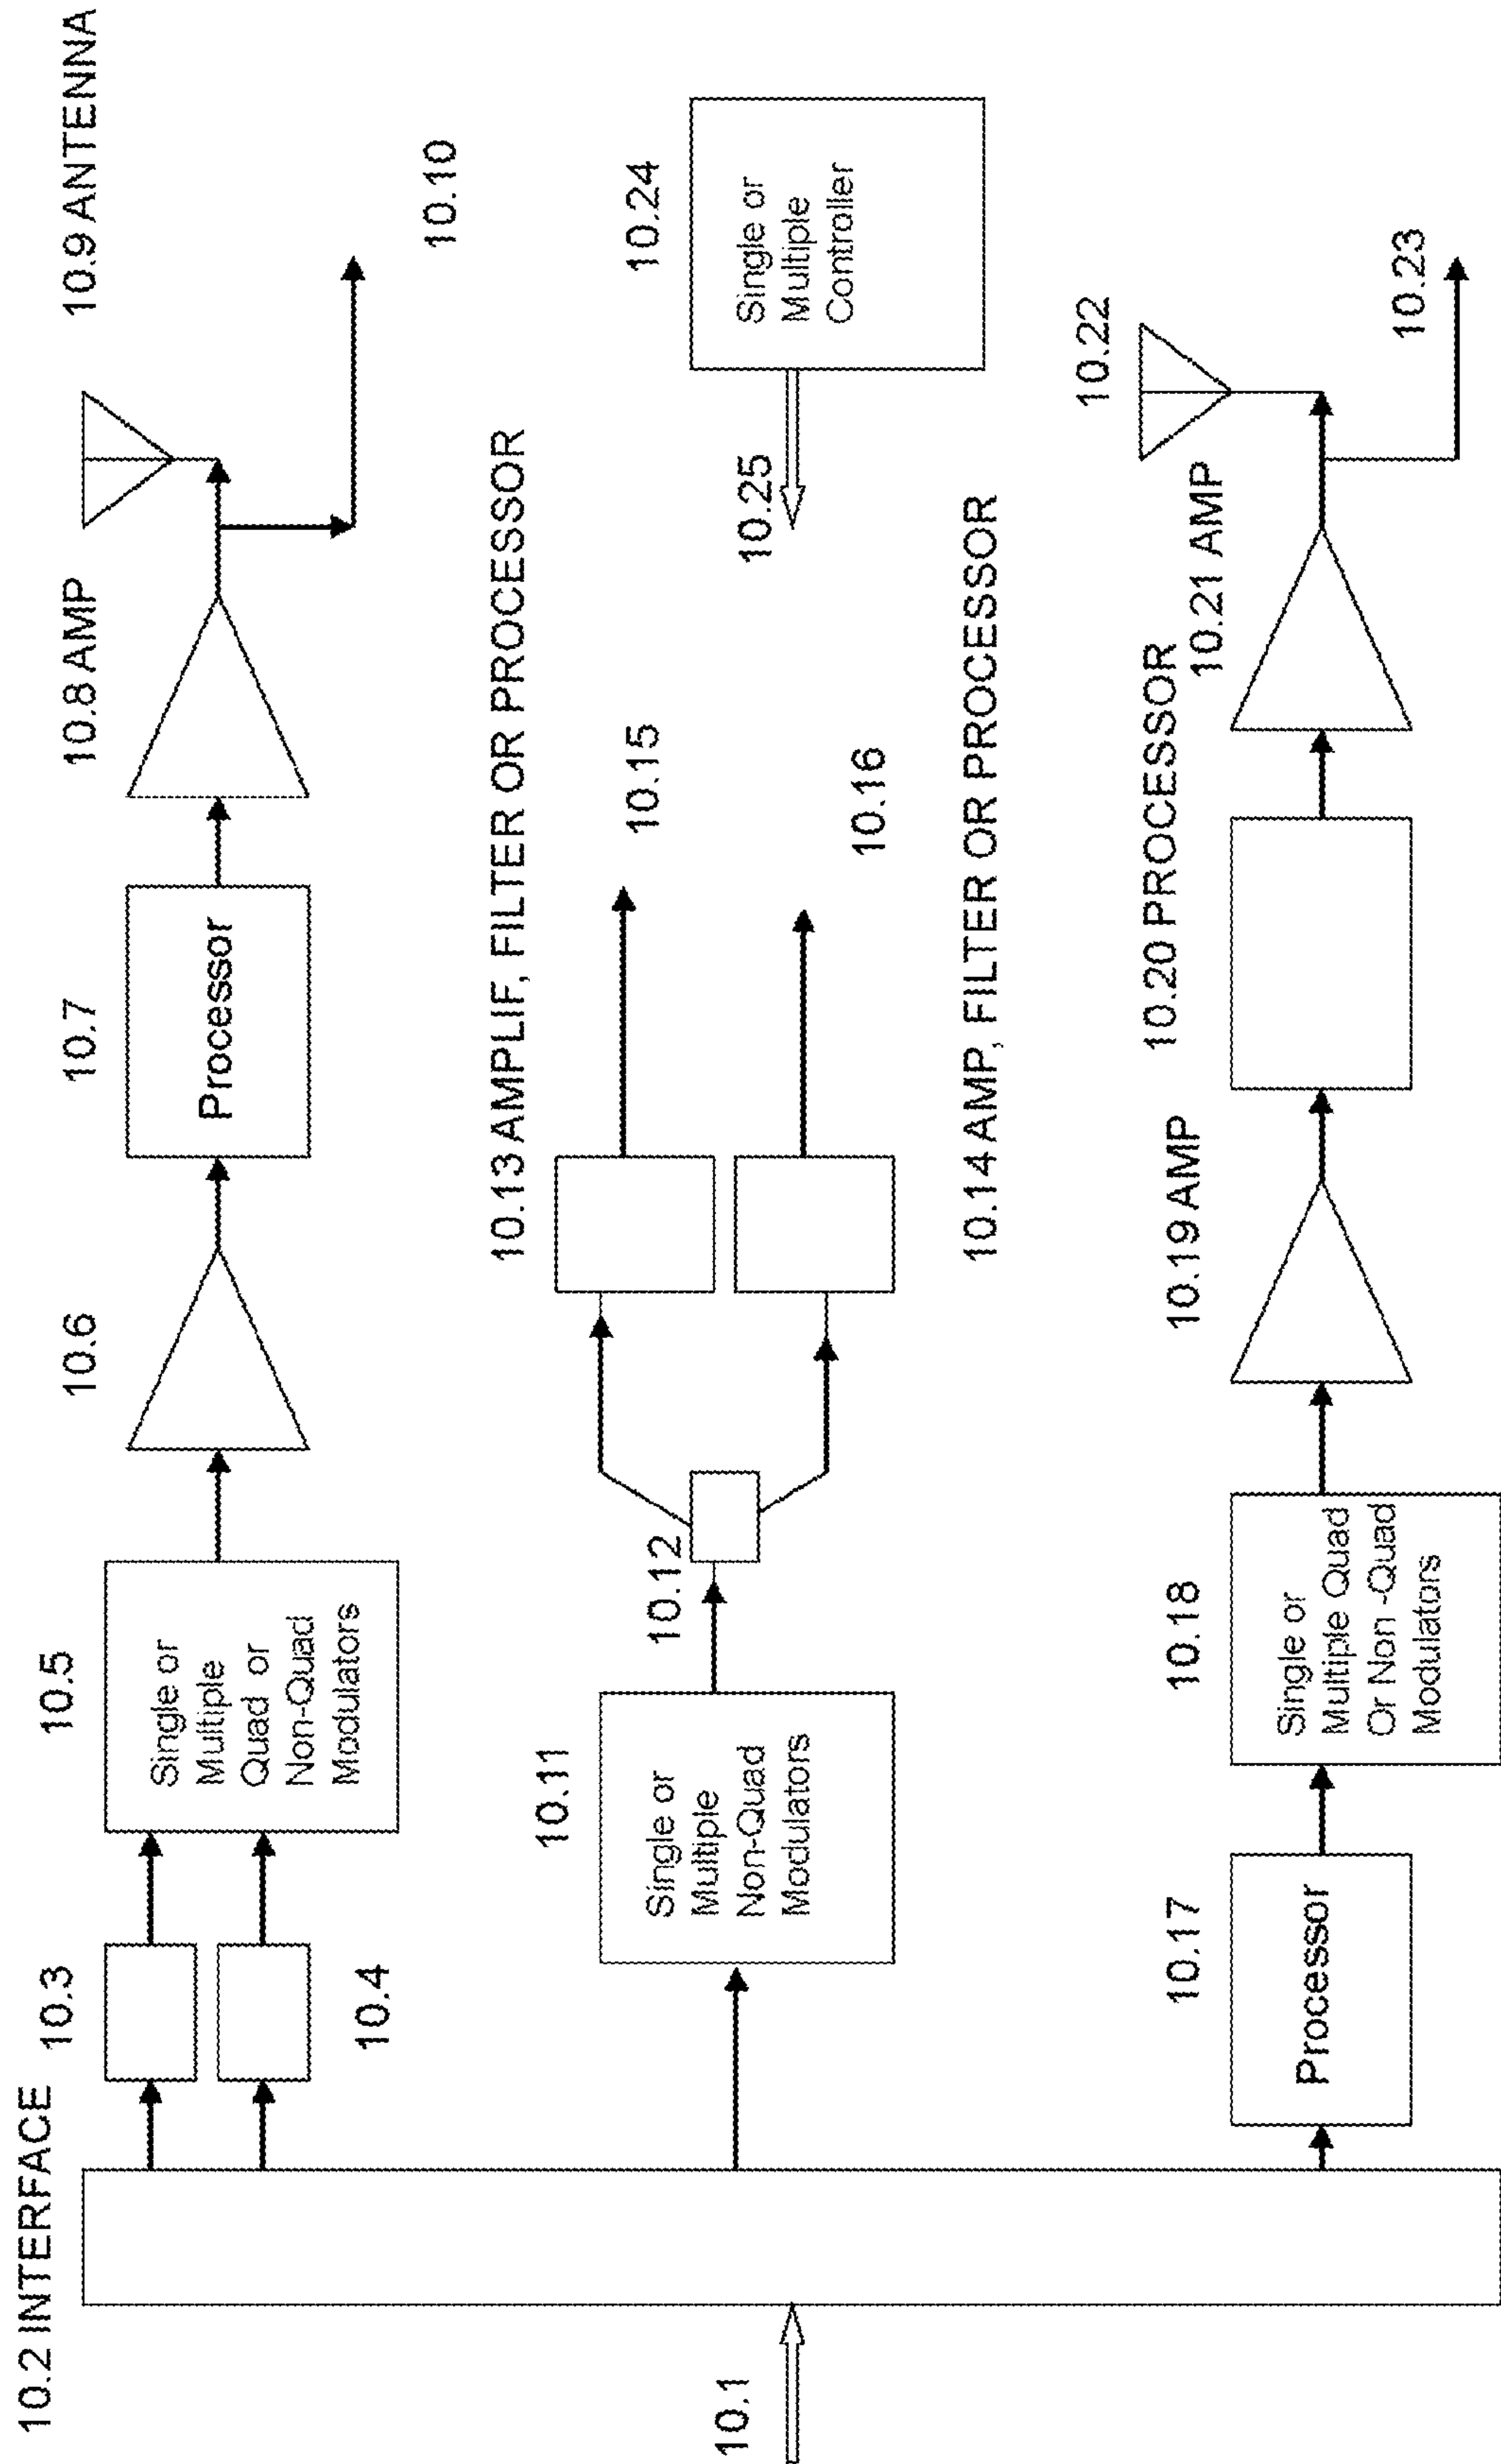 10.2 INTERFACE
10.3
10.4
10.5
Single or
Multiple
Quad or
Non-Quad
Modulators
10.6
10.7
Processor
10.8 AMP
10.9 ANTENNA
10.10
10.1
10.11
Single or
Multiple
Non-Quad
Modulators
10.12
10.13 AMPLIF, FILTER OR PROCESSOR
10.15
10.16
10.14 AMP, FILTER OR PROCESSOR
10.24
Single or
Multiple
Controller
10.25
10.17
Processor
10.18
Single or
Multiple Quad
Or Non -Quad
Modulators
10.19 AMP
10.20 PROCESSOR
10.21 AMP
10.22
10.23